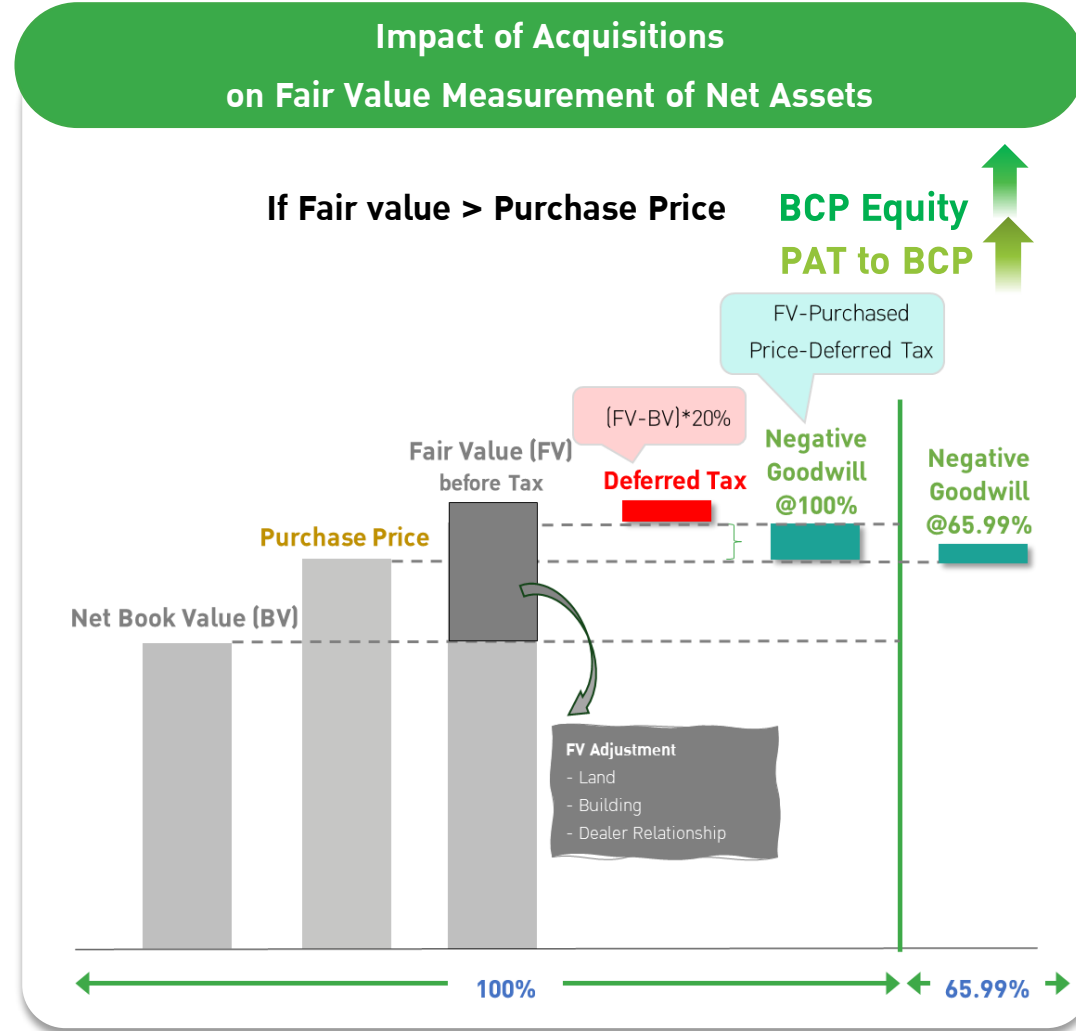 Impact of Acquisitions
on Fair Value Measurement of Net Assets
If Fair value > Purchase Price
BCP Equity
PAT to BCP
FV-Purchased
Price-Deferred Tax
(FV-BV)*20%
Fair Value (FV)
before Tax
Deferred Tax
Negative
Goodwill
@100%
Negative
Goodwill
@65.99%
Purchase Price
Net Book Value (BV)
FV Adjustment
- Land
- Building
- Dealer Relationship
100%
65.99%